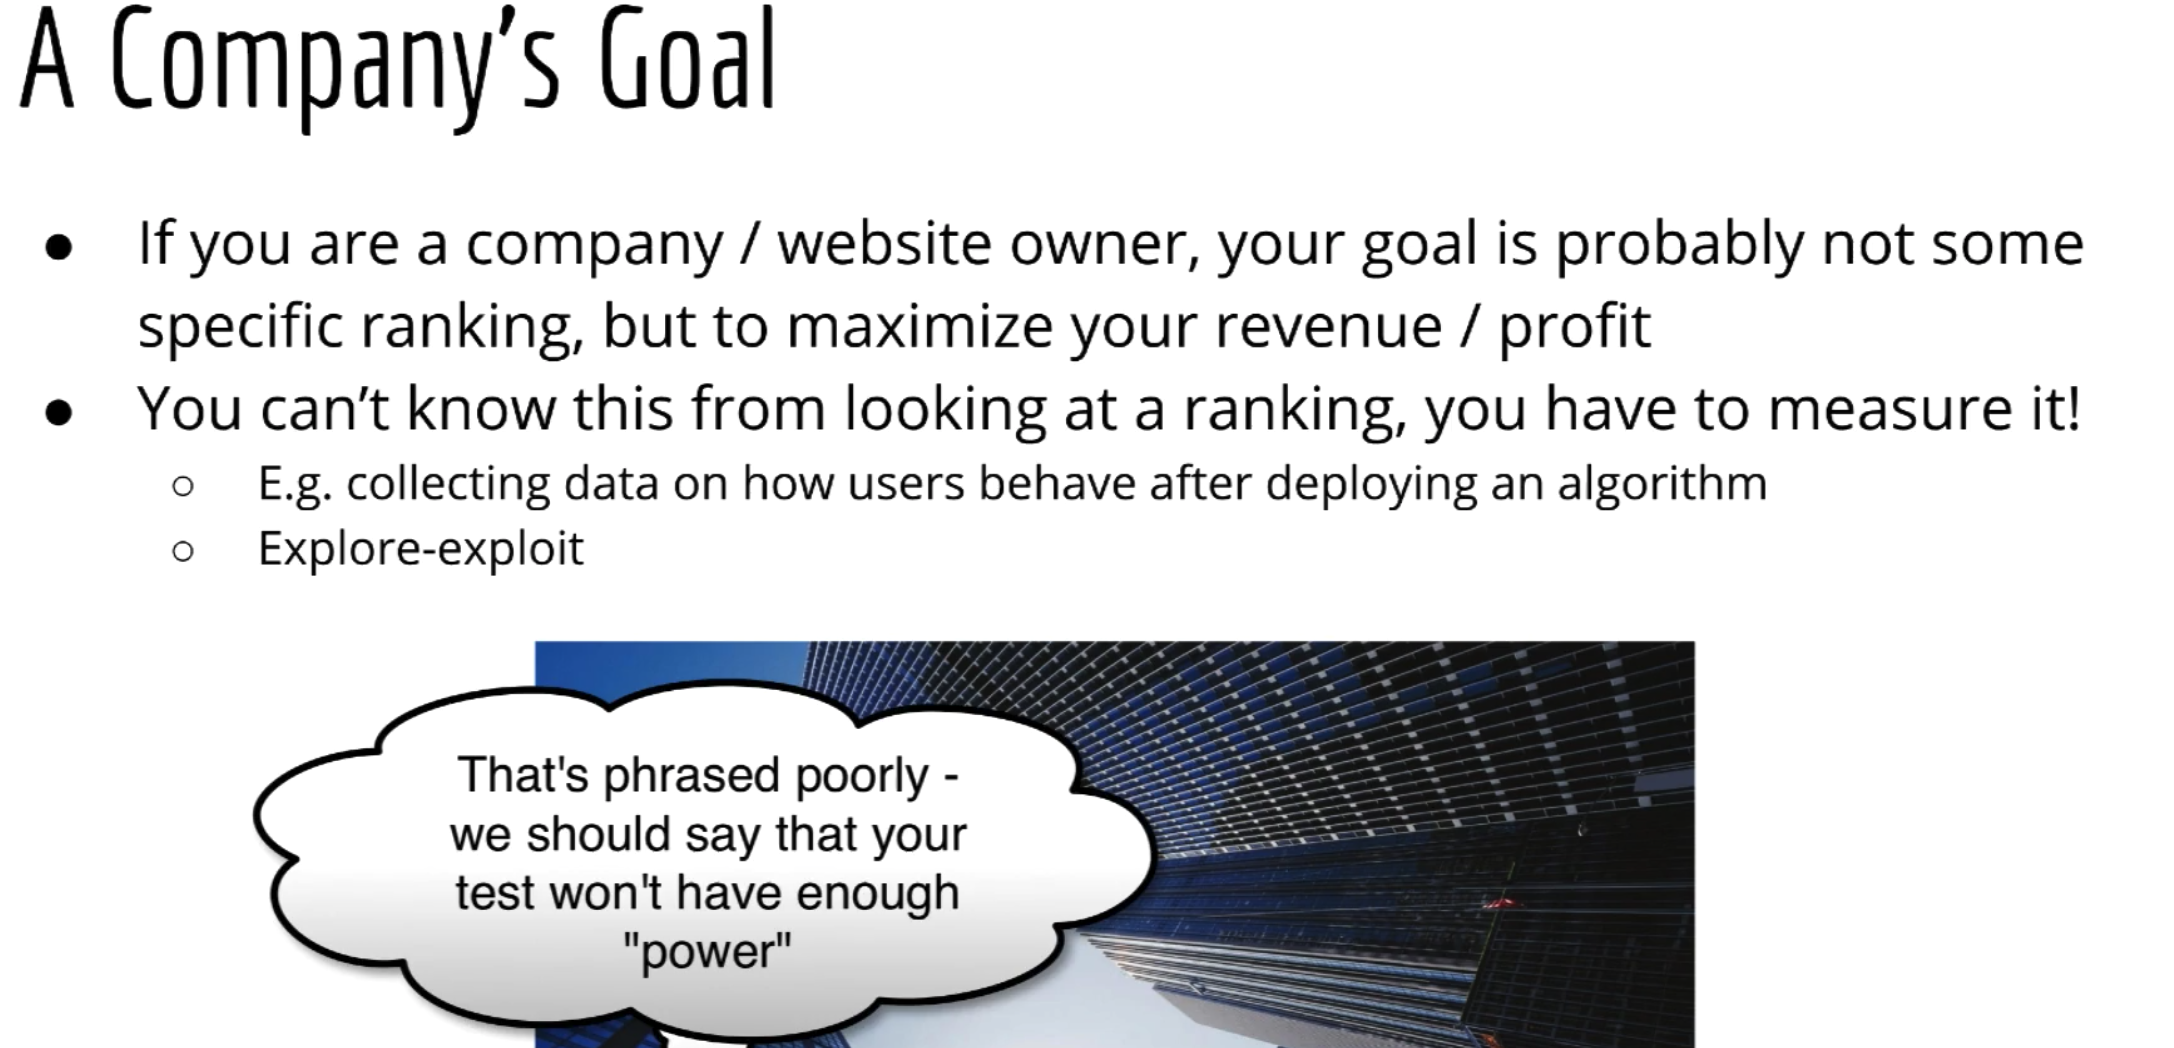 A Company's Goal
● If you are a company / website owner, your goal is probably not some
specific ranking, but to maximize your revenue / profit
● You can't know this from looking at a ranking, you have to measure it!
○ E.g. collecting data on how users behave after deploying an algorithm
○ Explore-exploit
That's phrased poorly -
we should say that your
test won't have enough
"power"